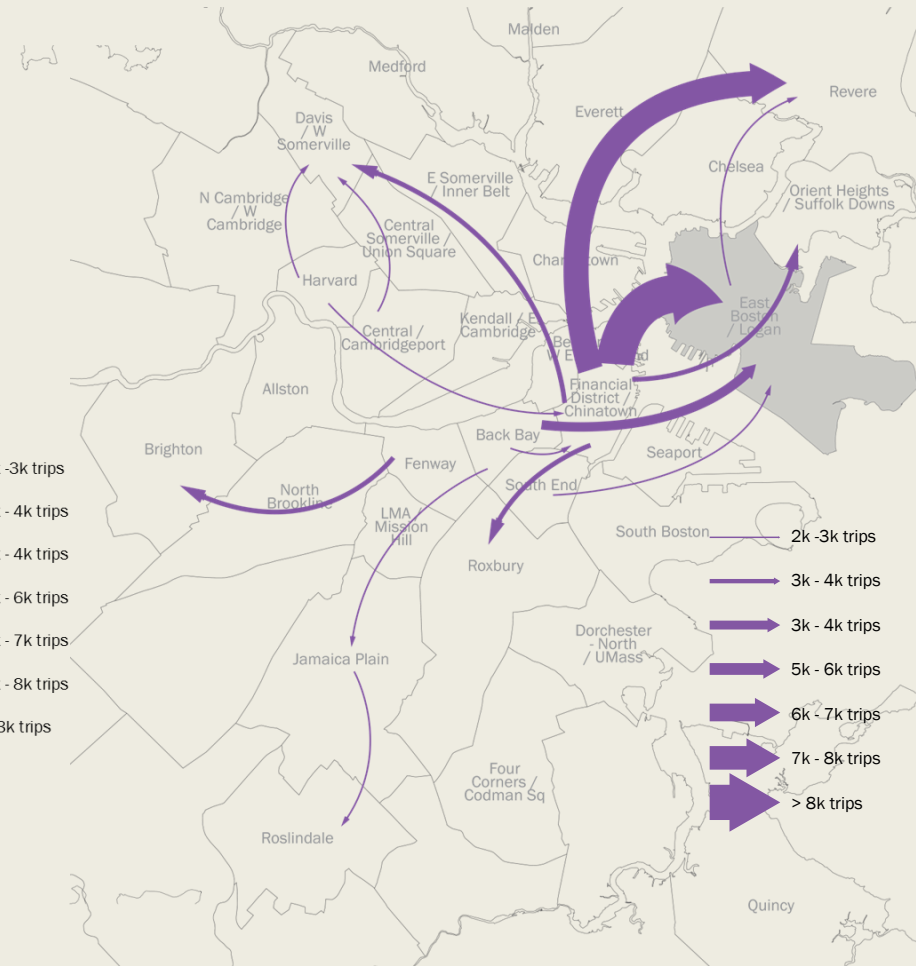 Malden
Medford
Revere
Everett
Davis
/ W
Somerville
Chelsea
E Somerville
/ Inner Belt
Orient Heights
/ Suffolk Downs
N Cambridge
/ W
Cambridge
Central
Somerville /
Union Square
Harvard
East
Boston
/ Logan
Kendall / E
Cambridge
Central /
Cambridgeport
Financial
District /
Chinatown
Allston
Back Bay
Seaport
Brighton
Fenway
South End
North
Brookline
LMA /
Mission
Hill
South Boston
Roxbury
Dorchester
- North
/ UMass
Jamaica Plain
Four
Corners /
Codman Sq
Roslindale
Quincy
-3k trips
- 4k trips
- 4k trips
- 6k trips
- 7k trips
- 8k trips
8k trips
2k -3k trips
3k - 4k trips
3k - 4k trips
5k - 6k trips
6k - 7k trips
7k - 8k trips
> 8k trips